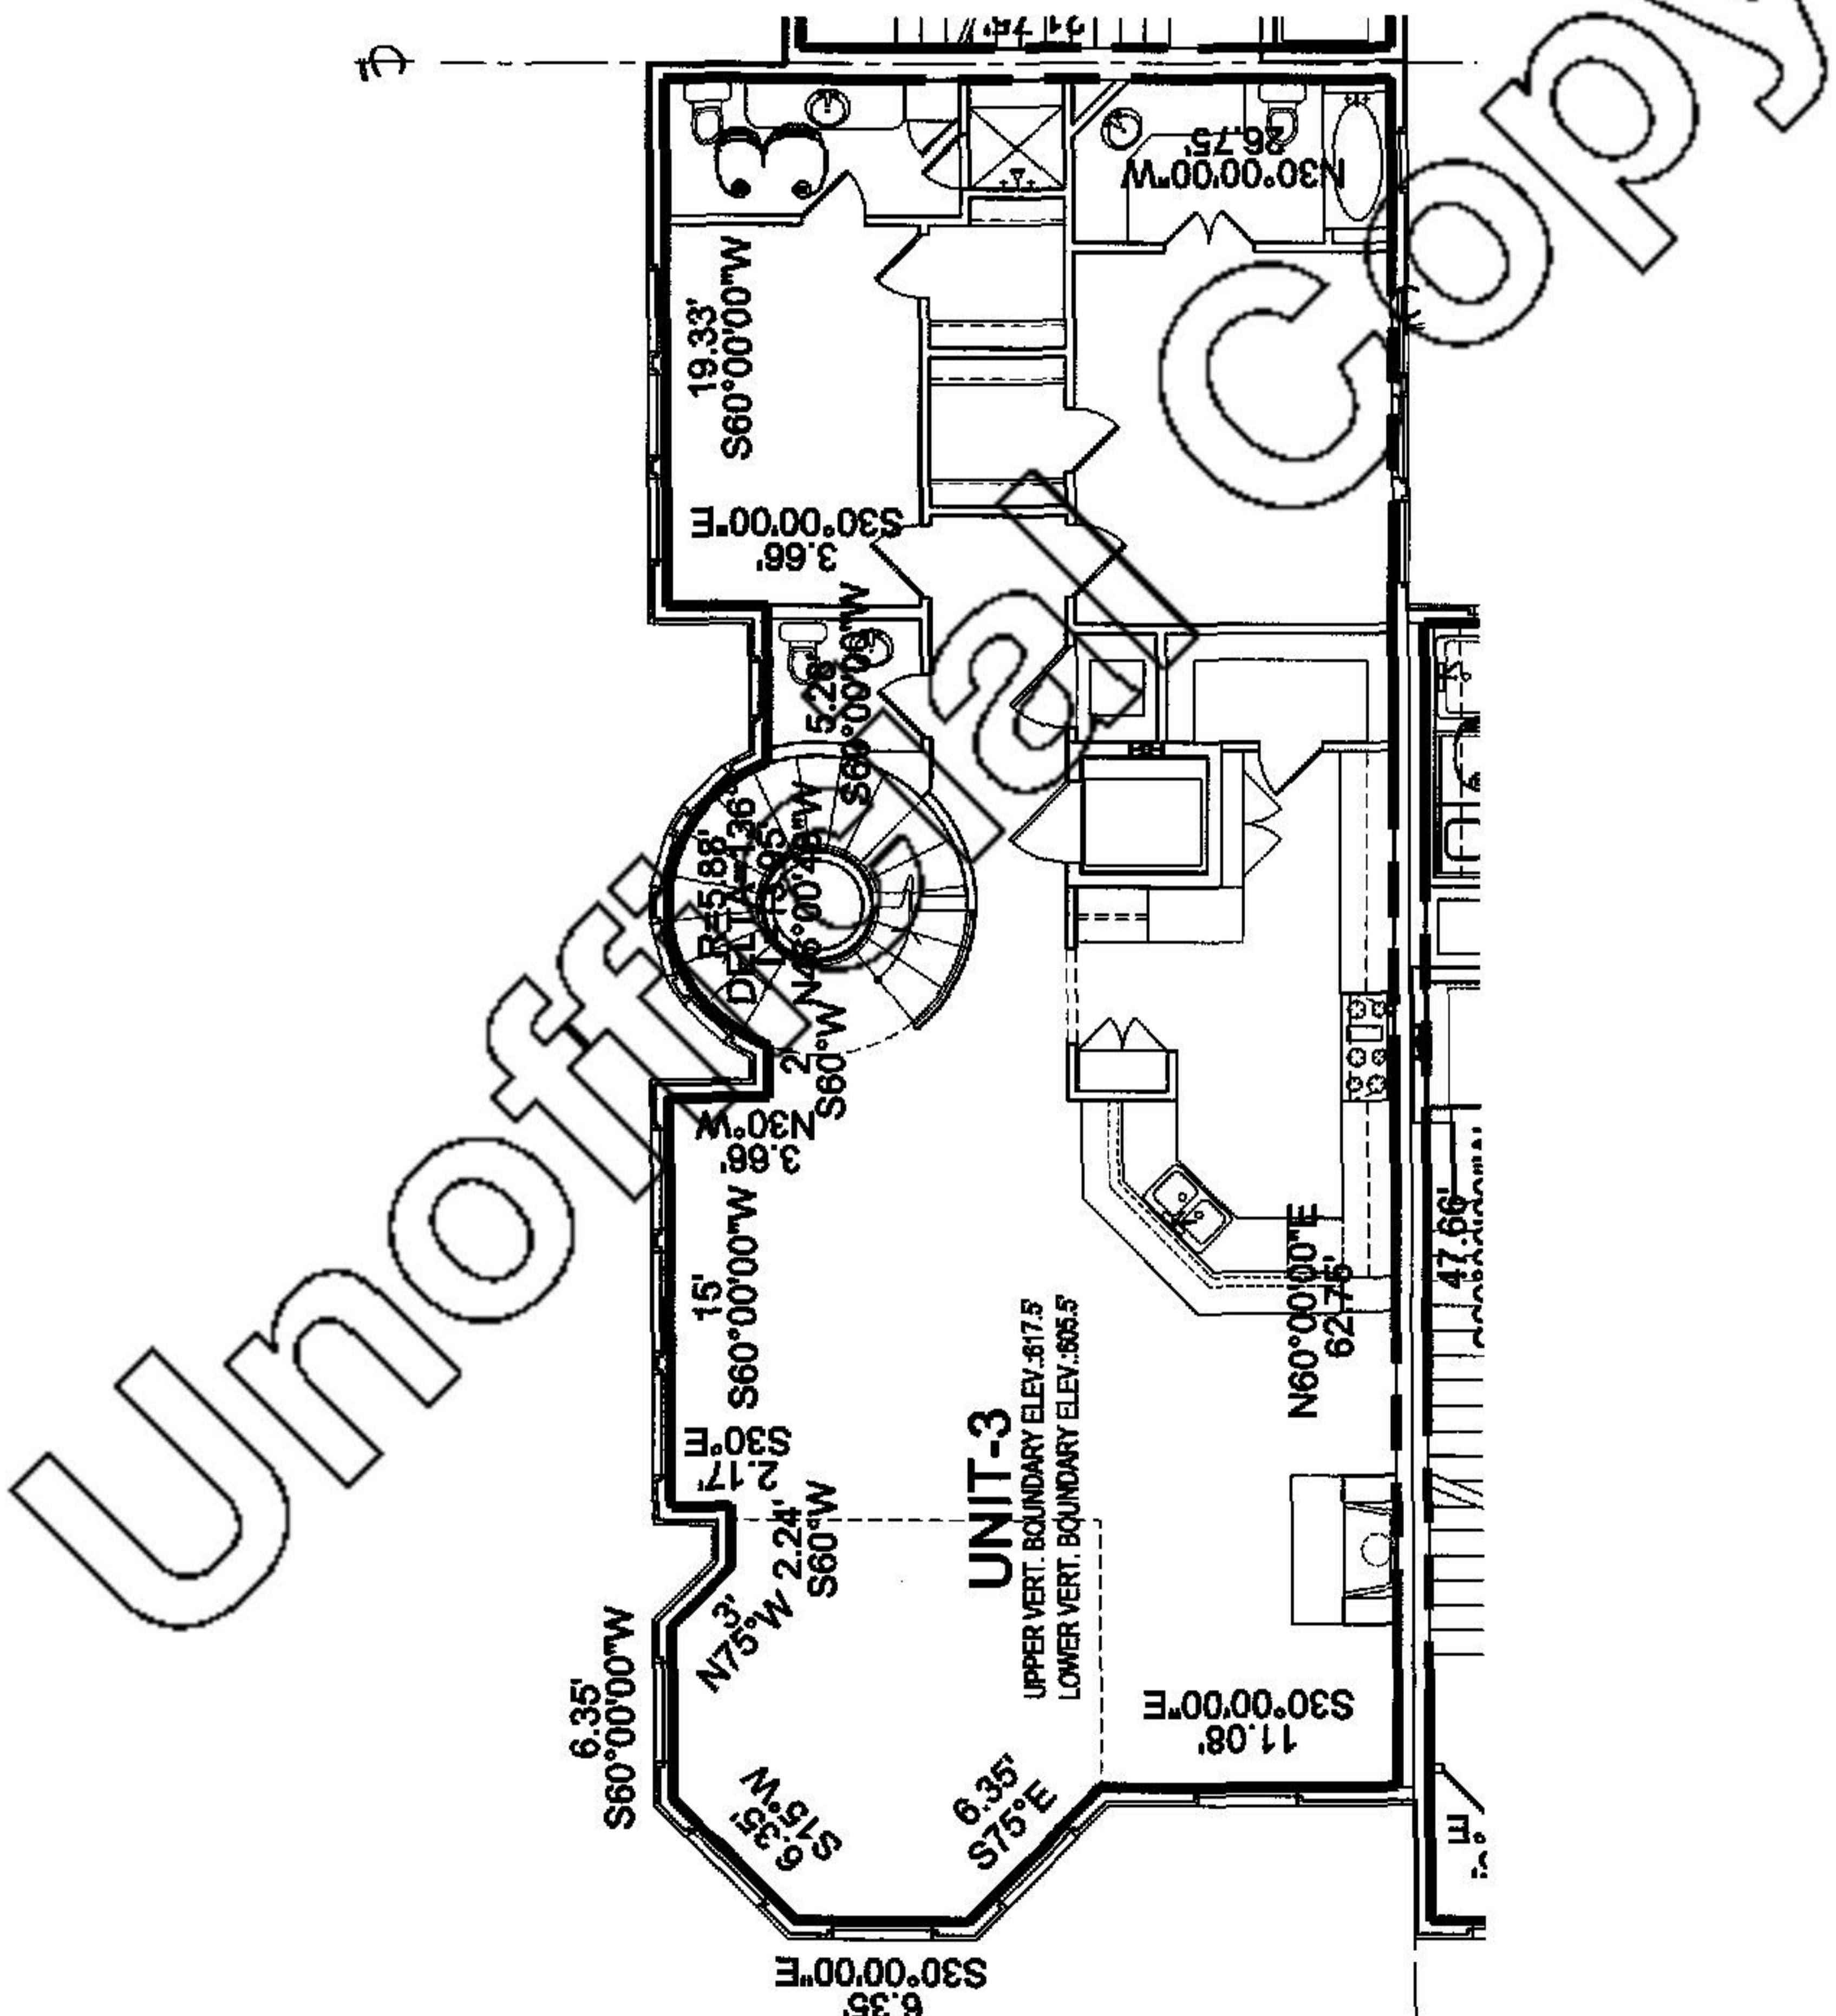 Unofficial Copy
26.75'
N30°00'00"W
19.33'
S60°00'00"W
S30°00'00"E
3.66'
5.28'
S60°00'00"W
R=5.88'
DELTA=136°
2'
S60°W
N30°W
3.66'
15'
S60°00'00"W
S30°E
2.17'
2.24'
S60°W
3'
N75°W
6.35'
S60°00'00"W
6.35'
S15°W
6.35'
S75°E
S30°00'00"E
6.35'
S30°00'00"E
11.08'
N60°00'00"E
62.75'
47.66'
UNIT-3
UPPER VERT. BOUNDARY ELEV.:617.5'
LOWER VERT. BOUNDARY ELEV.:605.5'